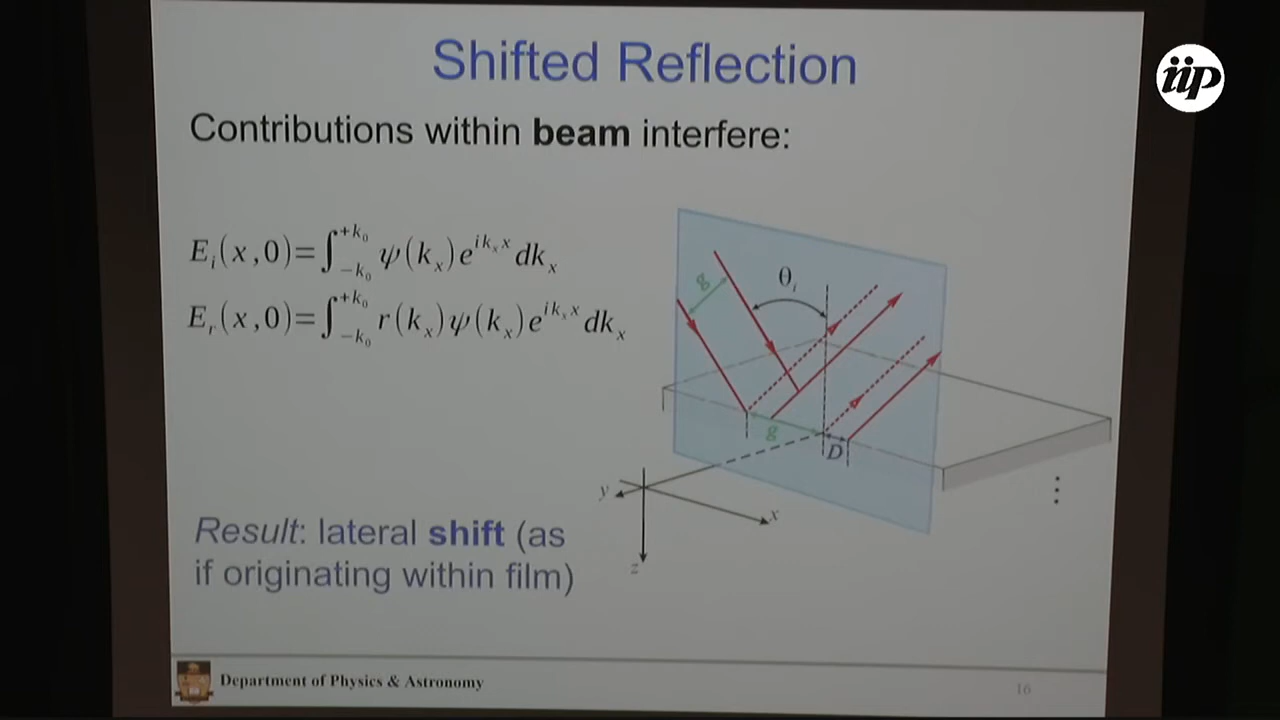 Shifted Reflection
iip
Contributions within beam interfere:
E_i(x,0)=∫_{-k_0}^{+k_0} ψ(k_x)e^{ik_x x} dk_x
E_r(x,0)=∫_{-k_0}^{+k_0} r(k_x)ψ(k_x)e^{ik_x x} dk_x
g
θ_i
g
D
y
x
z
Result: lateral shift (as
if originating within film)
Department of Physics & Astronomy
16